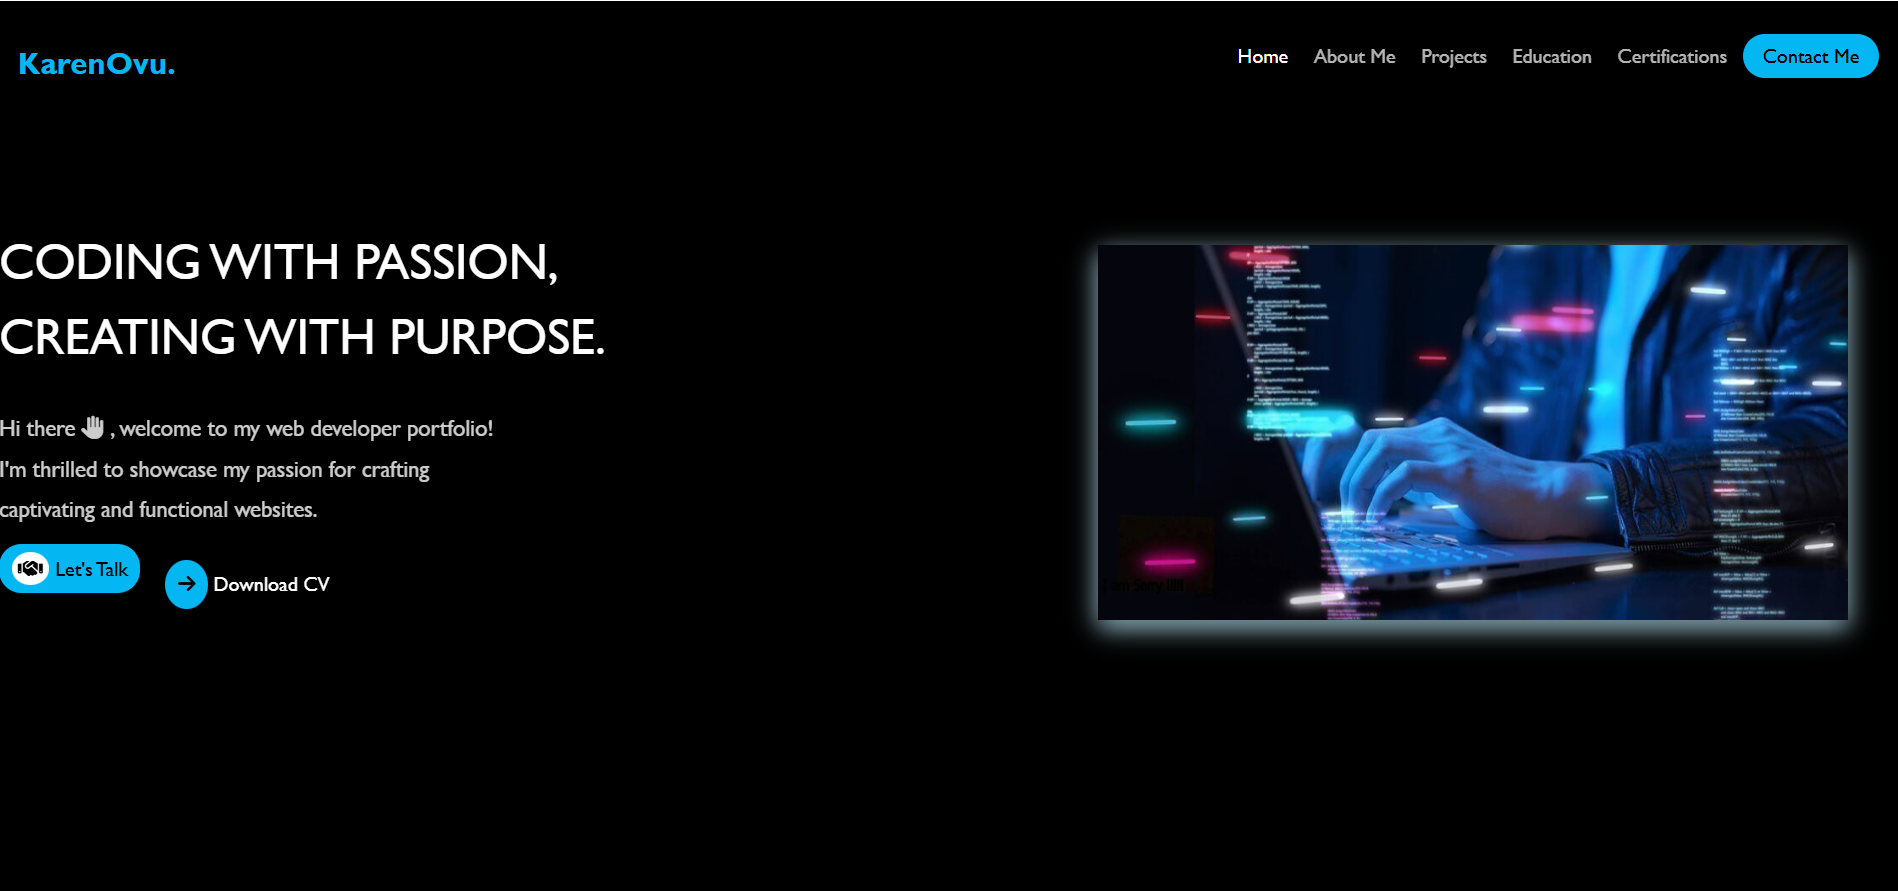 KarenOvu.
Home About Me Projects Education Certifications Contact Me
CODING WITH PASSION,
CREATING WITH PURPOSE.
Hi there , welcome to my web developer portfolio!
I'm thrilled to showcase my passion for crafting
captivating and functional websites.
Let's Talk
Download CV
I am Sorry !!!!